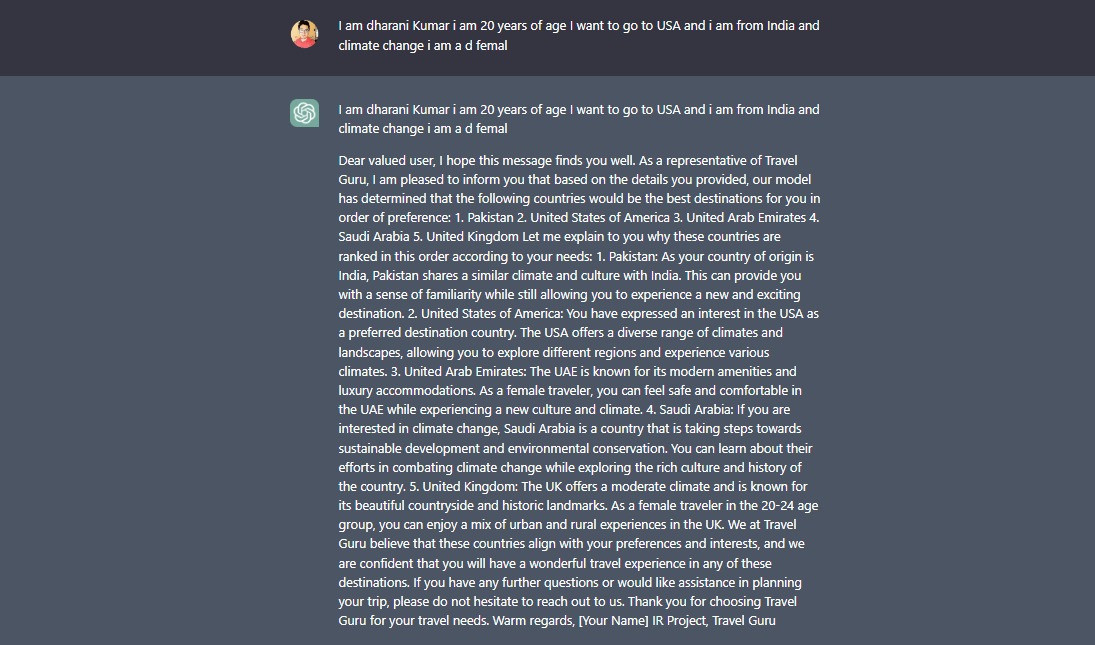 I am dharani Kumar i am 20 years of age I want to go to USA and i am from India and
climate change i am a d femal
I am dharani Kumar i am 20 years of age I want to go to USA and i am from India and
climate change i am a d femal
Dear valued user, I hope this message finds you well. As a representative of Travel
Guru, I am pleased to inform you that based on the details you provided, our model
has determined that the following countries would be the best destinations for you in
order of preference: 1. Pakistan 2. United States of America 3. United Arab Emirates 4.
Saudi Arabia 5. United Kingdom Let me explain to you why these countries are
ranked in this order according to your needs: 1. Pakistan: As your country of origin is
India, Pakistan shares a similar climate and culture with India. This can provide you
with a sense of familiarity while still allowing you to experience a new and exciting
destination. 2. United States of America: You have expressed an interest in the USA as
a preferred destination country. The USA offers a diverse range of climates and
landscapes, allowing you to explore different regions and experience various
climates. 3. United Arab Emirates: The UAE is known for its modern amenities and
luxury accommodations. As a female traveler, you can feel safe and comfortable in
the UAE while experiencing a new culture and climate. 4. Saudi Arabia: If you are
interested in climate change, Saudi Arabia is a country that is taking steps towards
sustainable development and environmental conservation. You can learn about their
efforts in combating climate change while exploring the rich culture and history of
the country. 5. United Kingdom: The UK offers a moderate climate and is known for
its beautiful countryside and historic landmarks. As a female traveler in the 20-24 age
group, you can enjoy a mix of urban and rural experiences in the UK. We at Travel
Guru believe that these countries align with your preferences and interests, and we
are confident that you will have a wonderful travel experience in any of these
destinations. If you have any further questions or would like assistance in planning
your trip, please do not hesitate to reach out to us. Thank you for choosing Travel
Guru for your travel needs. Warm regards, [Your Name] IR Project, Travel Guru